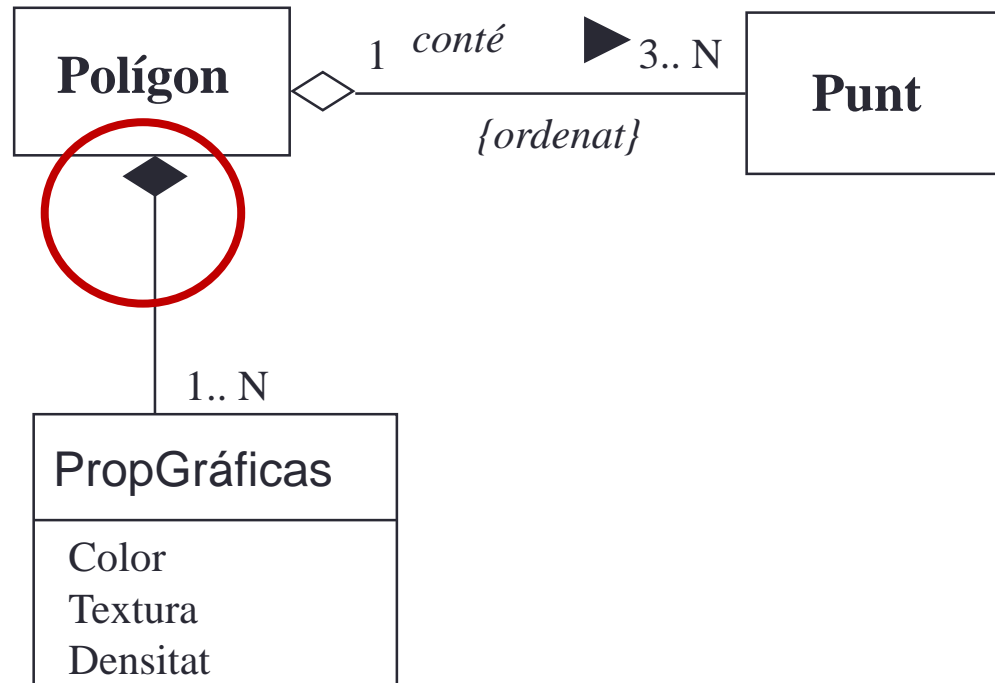 Polígon
1 conté 3.. N
Punt
{ordenat}
1.. N
PropGráficas
Color
Textura
Densitat